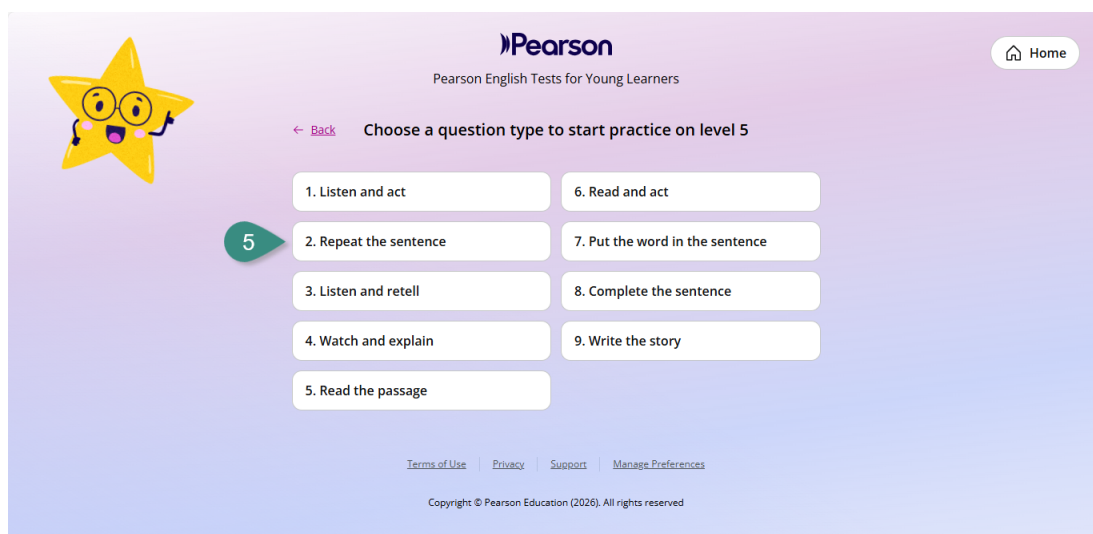 Pearson
Home
Pearson English Tests for Young Learners
← Back Choose a question type to start practice on level 5
1. Listen and act
2. Repeat the sentence
3. Listen and retell
4. Watch and explain
5. Read the passage
6. Read and act
7. Put the word in the sentence
8. Complete the sentence
9. Write the story
5
Terms of Use Privacy Support Manage Preferences
Copyright © Pearson Education (2026). All rights reserved